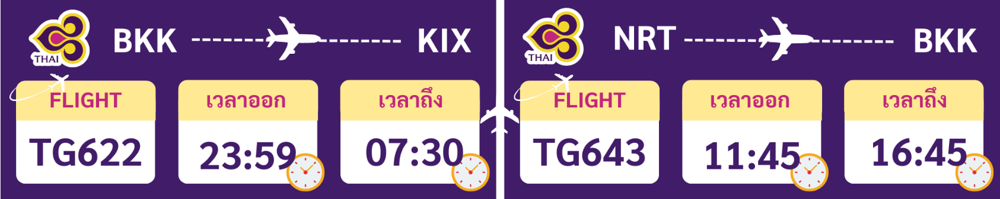 THAI
BKK KIX
FLIGHT เวลาออก เวลาถึง
TG622 23:59 07:30
THAI
NRT BKK
FLIGHT เวลาออก เวลาถึง
TG643 11:45 16:45